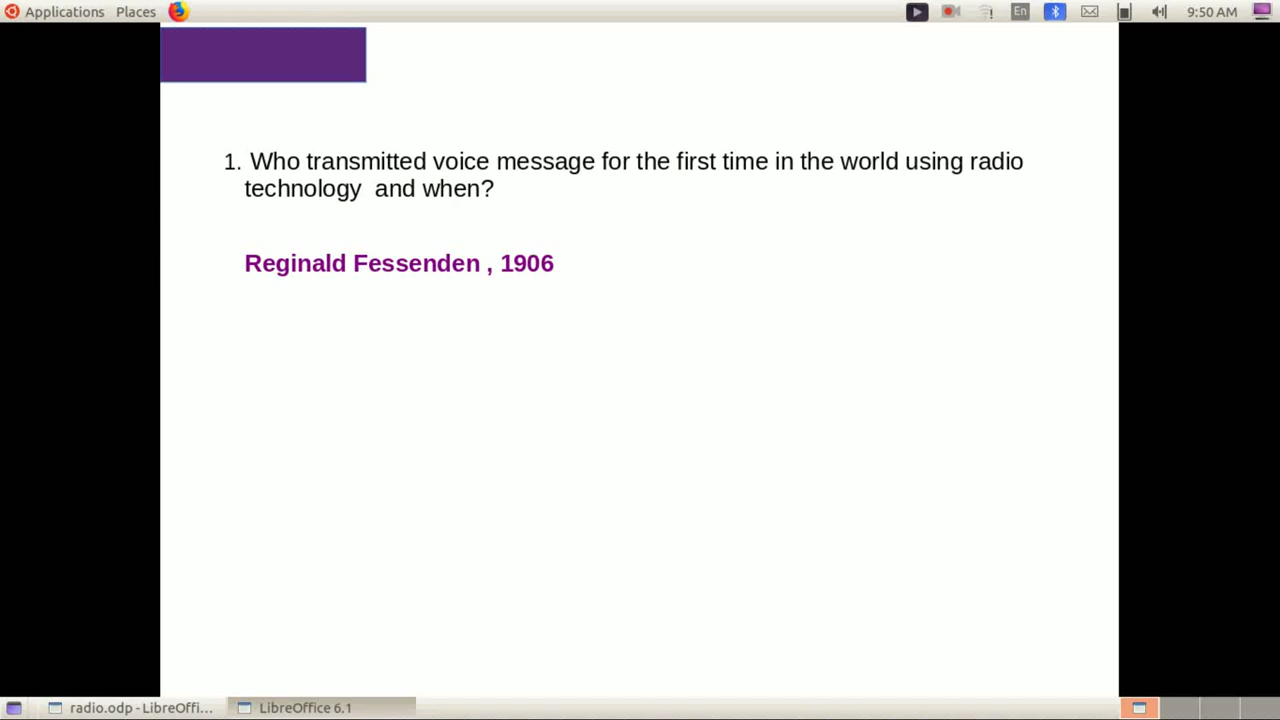 Applications Places
En
9:50 AM
1. Who transmitted voice message for the first time in the world using radio
technology and when?
Reginald Fessenden , 1906
radio.odp - LibreOffi...
LibreOffice 6.1